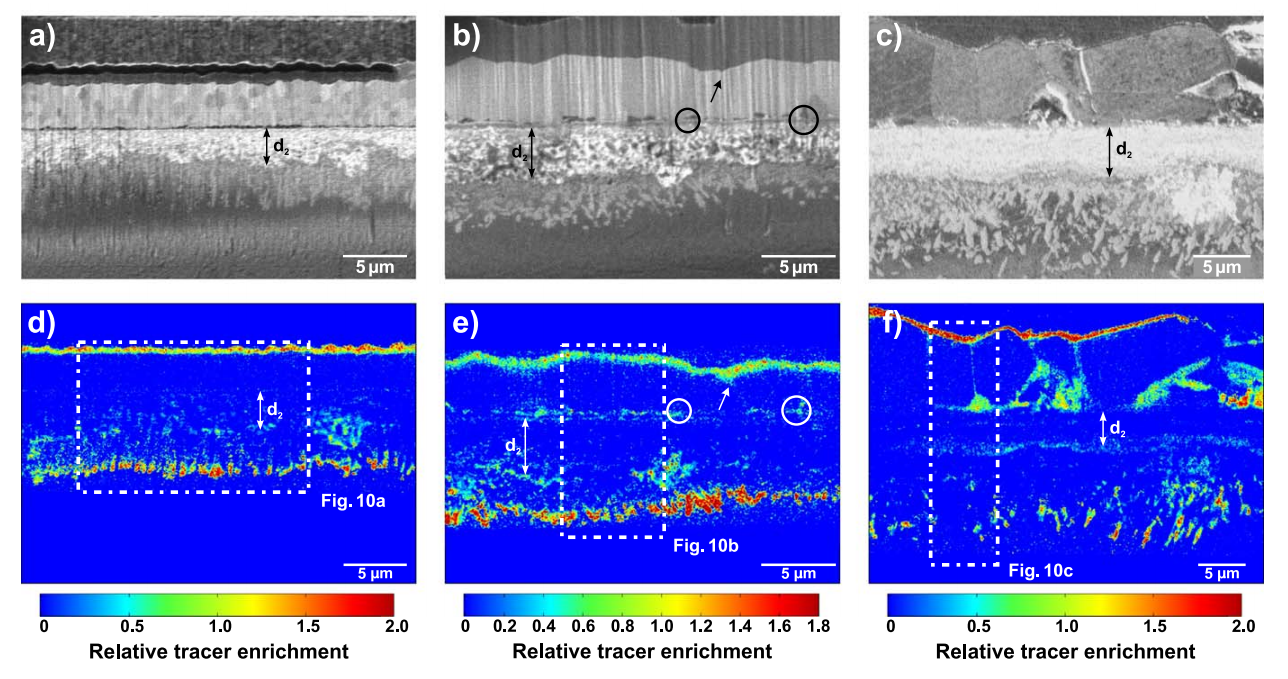 a)
d₂
5 µm
b)
d₂
5 µm
c)
d₂
5 µm
d)
d₂
Fig. 10a
5 µm
e)
d₂
Fig. 10b
5 µm
f)
d₂
Fig. 10c
5 µm
0 0.5 1.0 1.5 2.0
Relative tracer enrichment
0 0.2 0.4 0.6 0.8 1.0 1.2 1.4 1.6 1.8
Relative tracer enrichment
0 0.5 1.0 1.5 2.0
Relative tracer enrichment